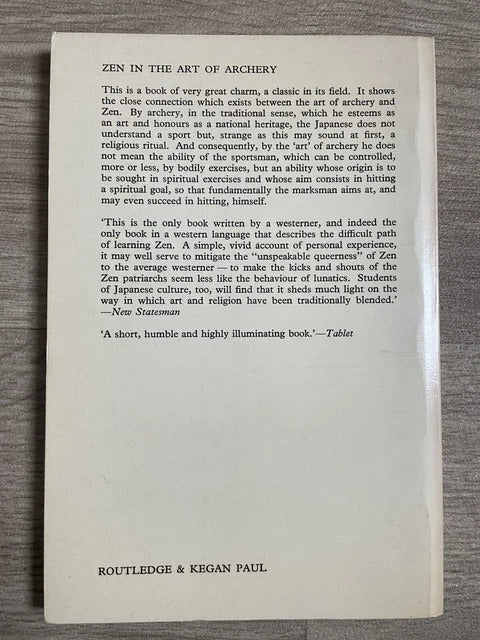 ZEN IN THE ART OF ARCHERY
This is a book of very great charm, a classic in its field. It shows
the close connection which exists between the art of archery and
Zen. By archery, in the traditional sense, which he esteems as
an art and honours as a national heritage, the Japanese does not
understand a sport but, strange as this may sound at first, a
religious ritual. And consequently, by the ‘art’ of archery he does
not mean the ability of the sportsman, which can be controlled,
more or less, by bodily exercises, but an ability whose origin is to
be sought in spiritual exercises and whose aim consists in hitting
a spiritual goal, so that fundamentally the marksman aims at, and
may even succeed in hitting, himself.
‘This is the only book written by a westerner, and indeed the
only book in a western language that describes the difficult path
of learning Zen. A simple, vivid account of personal experience,
it may well serve to mitigate the “unspeakable queerness” of Zen
to the average westerner – to make the kicks and shouts of the
Zen patriarchs seem less like the behaviour of lunatics. Students
of Japanese culture, too, will find that it sheds much light on the
way in which art and religion have been traditionally blended.’
—New Statesman
‘A short, humble and highly illuminating book.’—Tablet
ROUTLEDGE & KEGAN PAUL